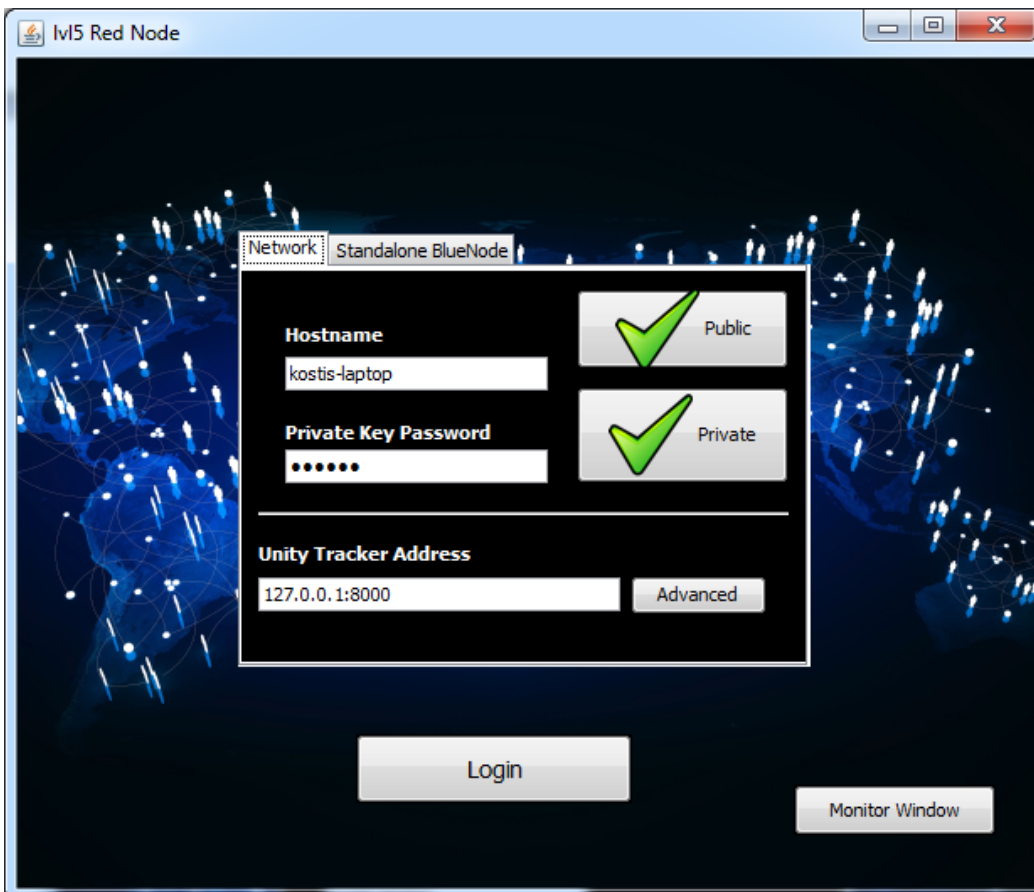 lvl5 Red Node
Network
Standalone BlueNode
Hostname
kostis-laptop
Public
Private Key Password
••••••
Private
Unity Tracker Address
127.0.0.1:8000
Advanced
Login
Monitor Window